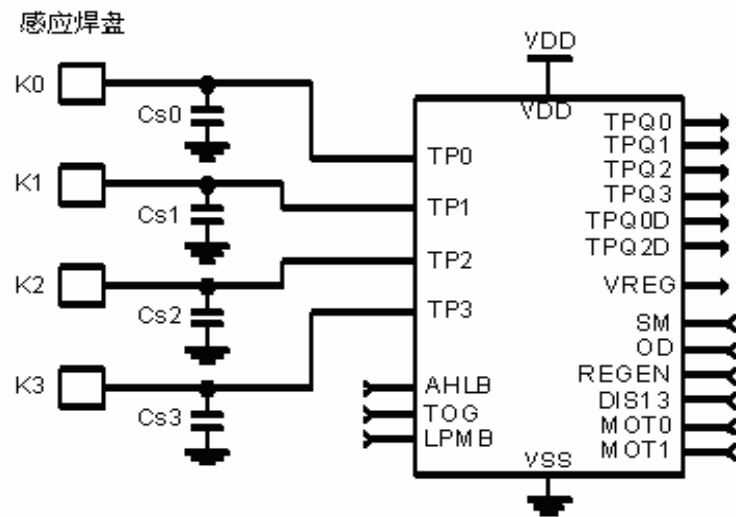 感应焊盘
K0
Cs0
K1
Cs1
K2
Cs2
K3
Cs3
VDD
VDD
TP0
TP1
TP2
TP3
AHLB
TOG
LPMB
VSS
TPQ0
TPQ1
TPQ2
TPQ3
TPQ0D
TPQ2D
VREG
SM
OD
REGEN
DIS13
MOT0
MOT1